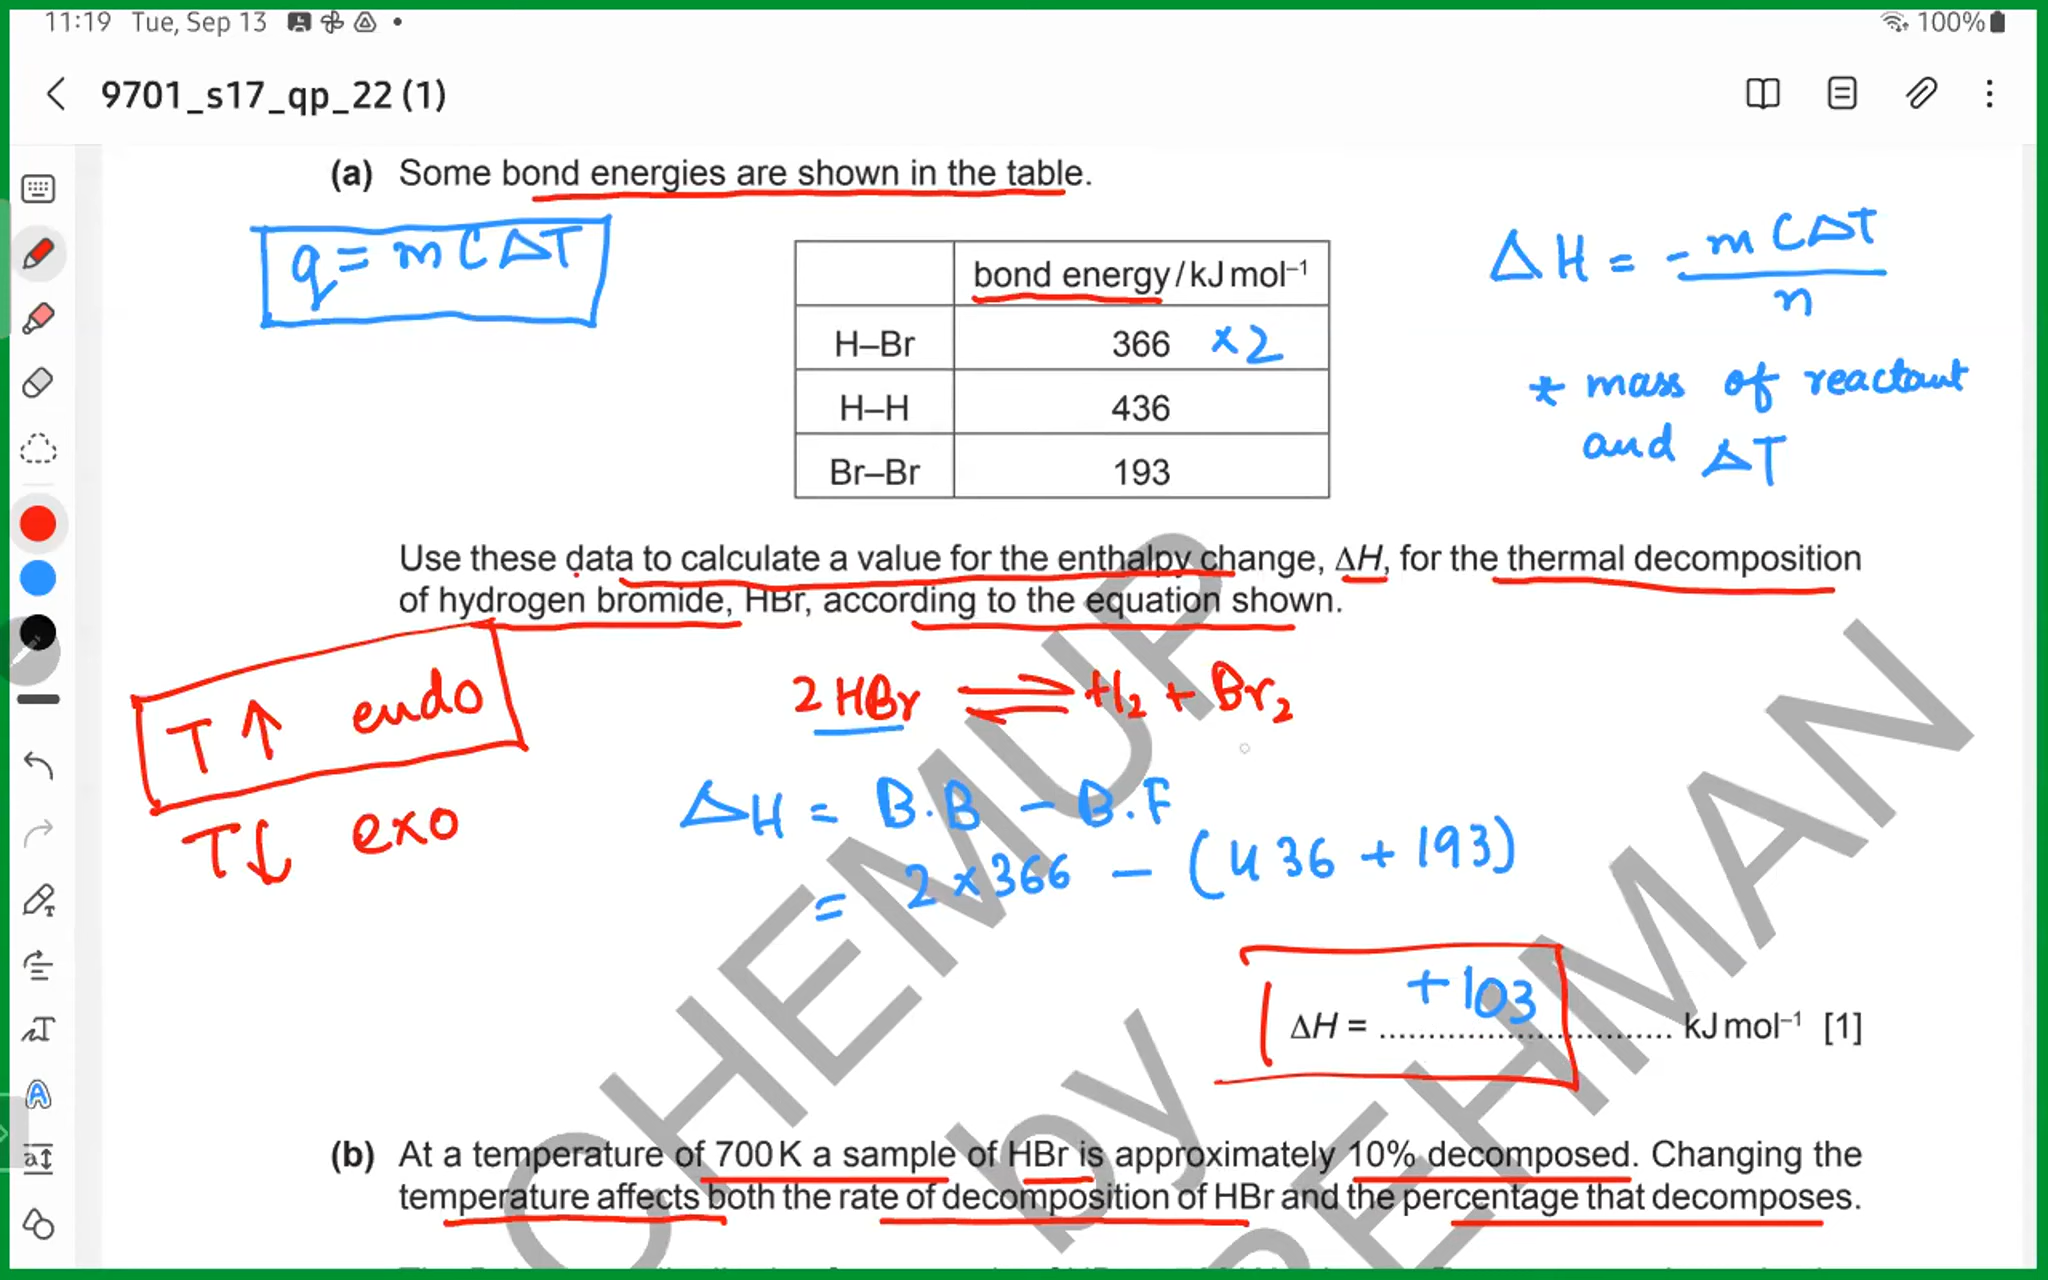 11:19 Tue, Sep 13
100%
9701_s17_qp_22 (1)
(a) Some bond energies are shown in the table.
q = m C ΔT
bond energy / kJ mol⁻¹
H–Br 366 ×2
H–H 436
Br–Br 193
ΔH = - m C ΔT
n
* mass of reactant
and ΔT
Use these data to calculate a value for the enthalpy change, ΔH, for the thermal decomposition
of hydrogen bromide, HBr, according to the equation shown.
2HBr ⇌ H₂ + Br₂
T ↑ endo
T ↓ exo
ΔH = B.B – B.F
= 2 × 366 – (436 + 193)
+103
ΔH = .............................. kJ mol⁻¹ [1]
(b) At a temperature of 700 K a sample of HBr is approximately 10% decomposed. Changing the
temperature affects both the rate of decomposition of HBr and the percentage that decomposes.
CHEMUP
by
REHMAN